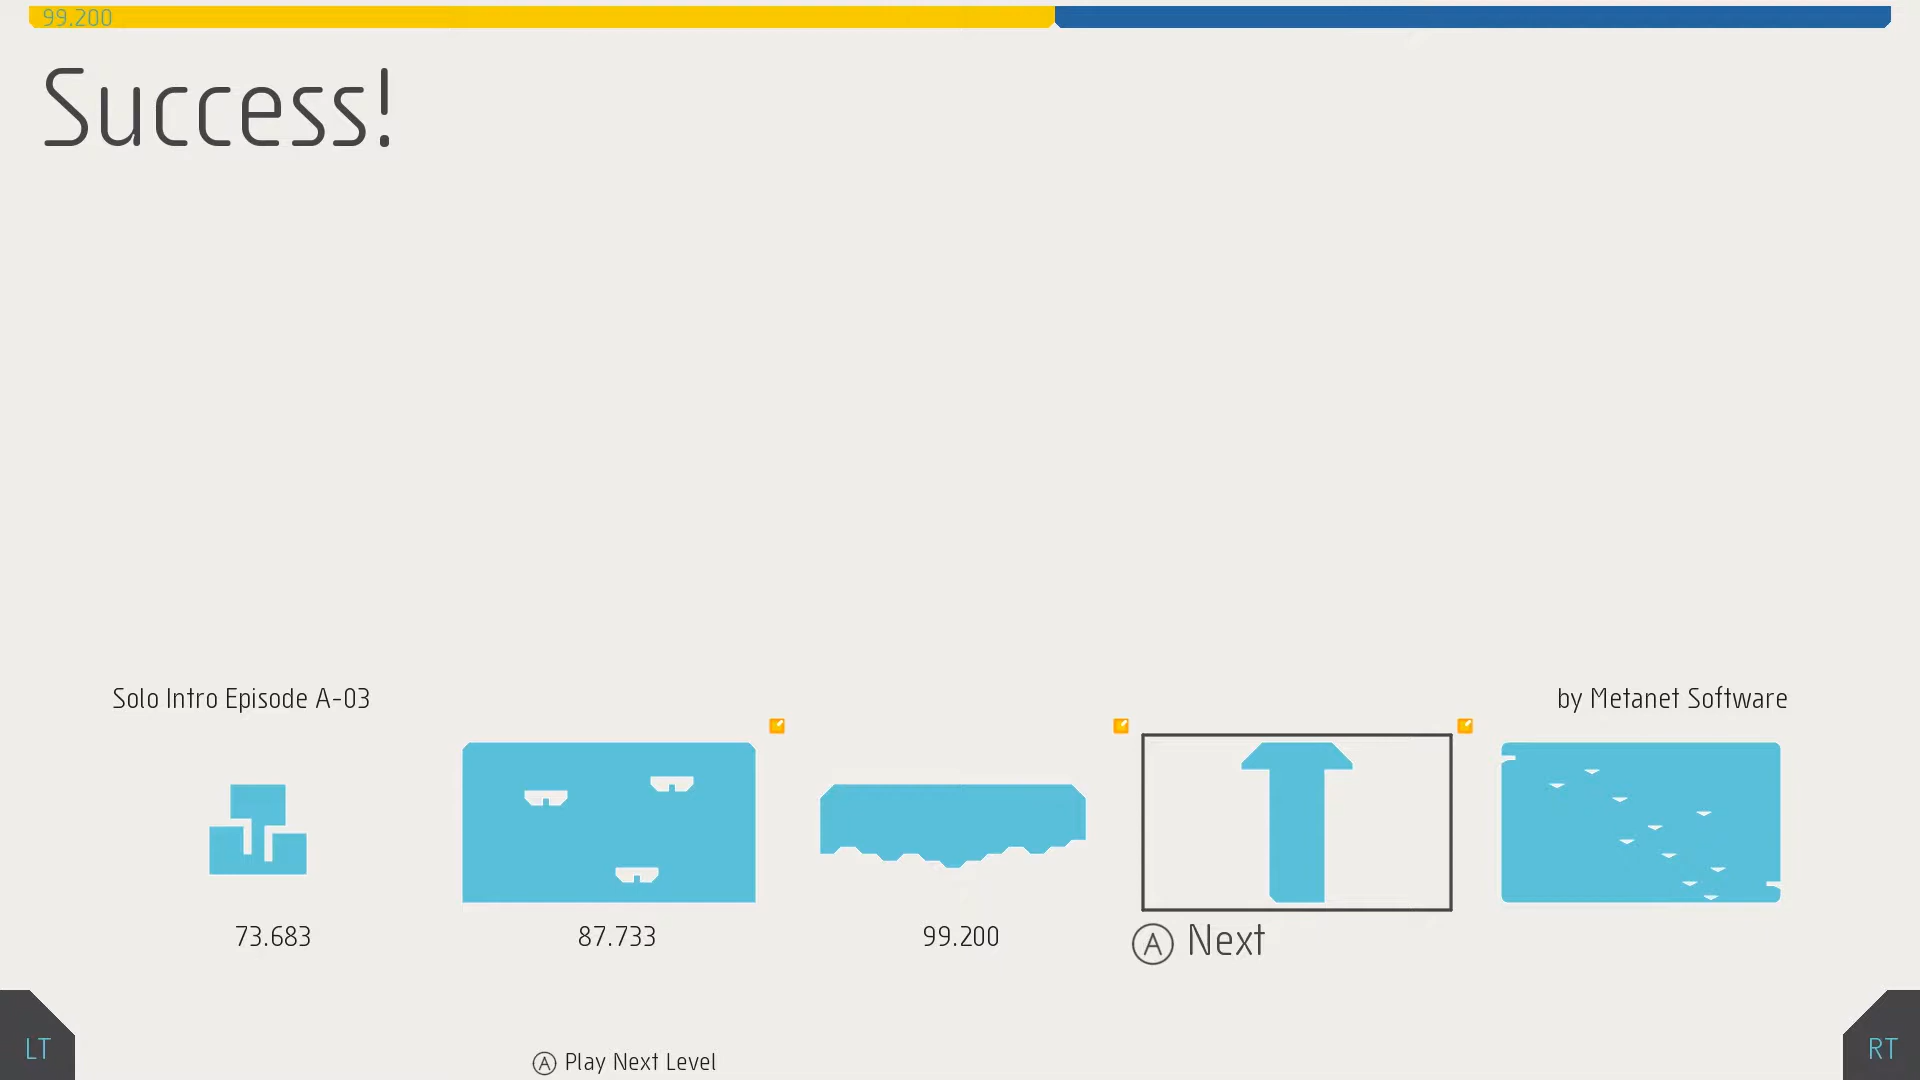 99.200
Success!
Solo Intro Episode A-03
by Metanet Software
73.683
87.733
99.200
A Next
LT
A Play Next Level
RT